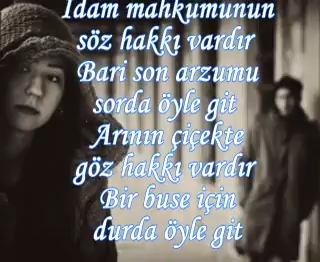 İdam mahkumunun
söz hakkı vardır
Bari son arzumu
sorda öyle git
Arının çiçekte
göz hakkı vardır
Bir buse için
durda öyle git